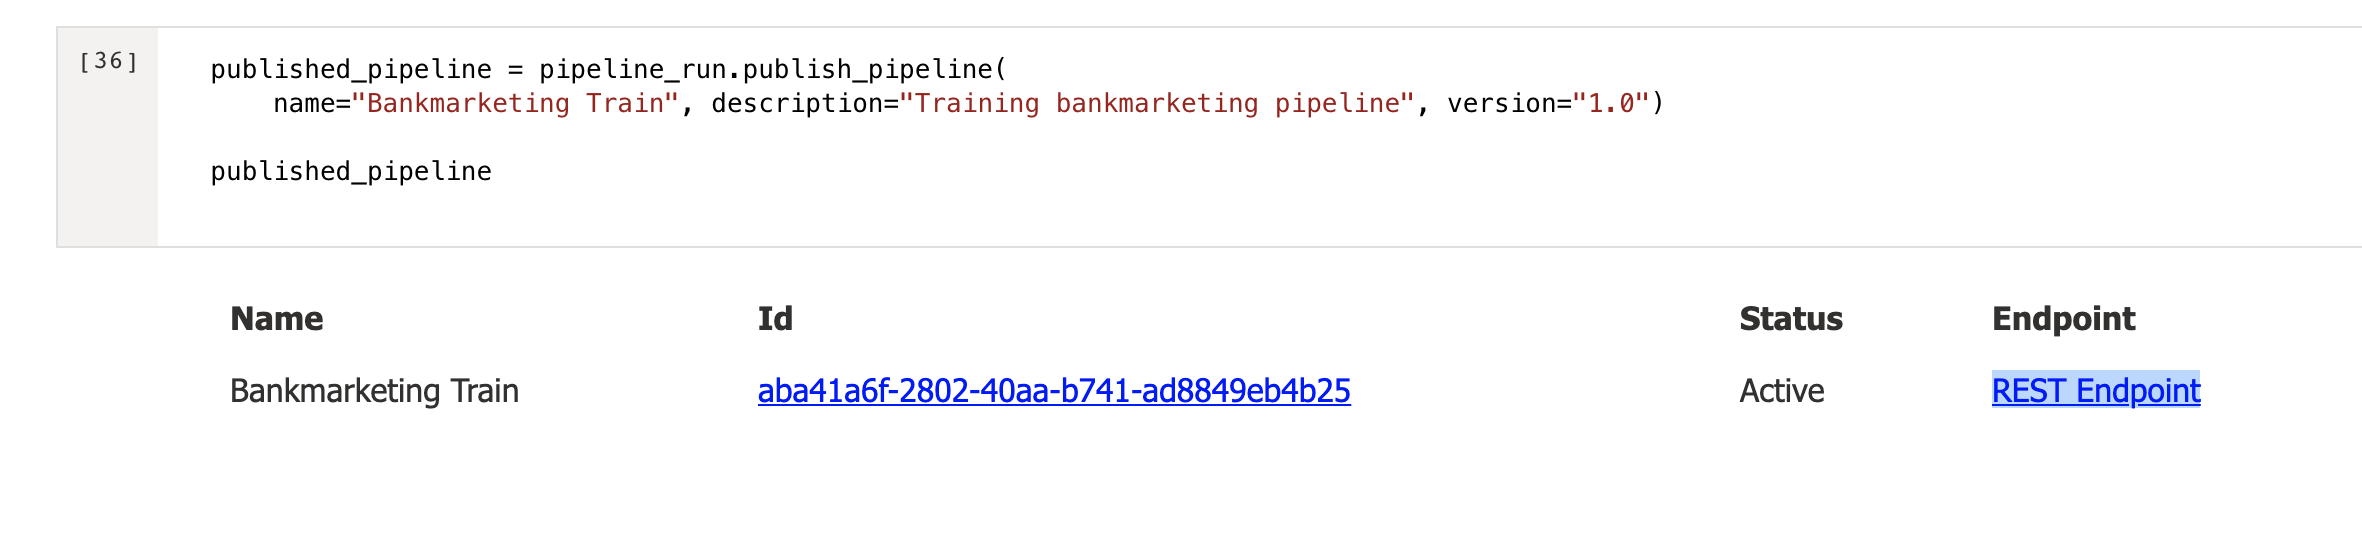 [36]
published_pipeline = pipeline_run.publish_pipeline(
    name="Bankmarketing Train", description="Training bankmarketing pipeline", version="1.0")
published_pipeline
Name Id Status Endpoint
Bankmarketing Train aba41a6f-2802-40aa-b741-ad8849eb4b25 Active REST Endpoint